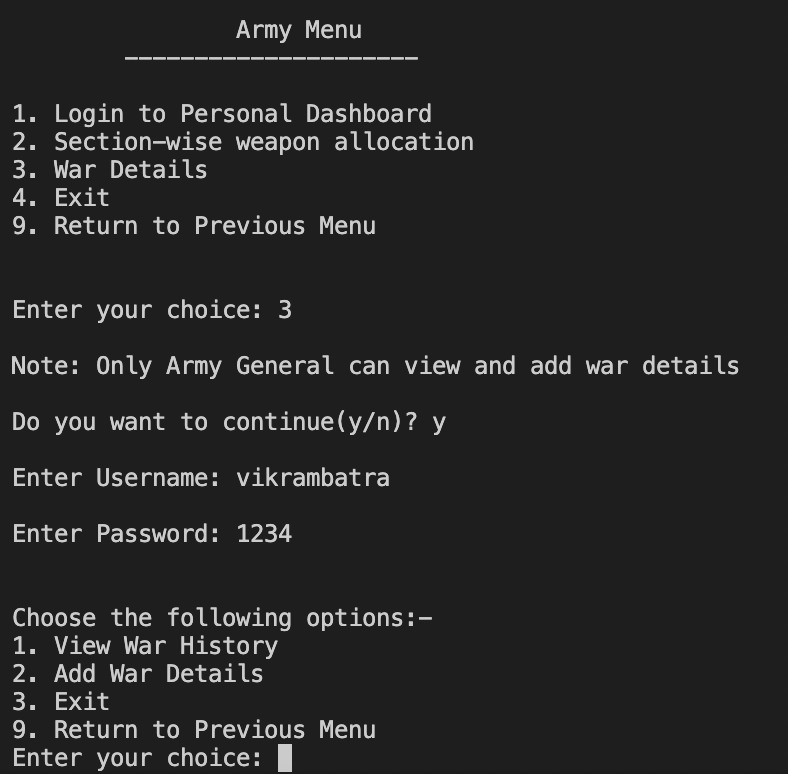 Army Menu
---------------------
1. Login to Personal Dashboard
2. Section-wise weapon allocation
3. War Details
4. Exit
9. Return to Previous Menu
Enter your choice: 3
Note: Only Army General can view and add war details
Do you want to continue(y/n)? y
Enter Username: vikrambatra
Enter Password: 1234
Choose the following options:-
1. View War History
2. Add War Details
3. Exit
9. Return to Previous Menu
Enter your choice: